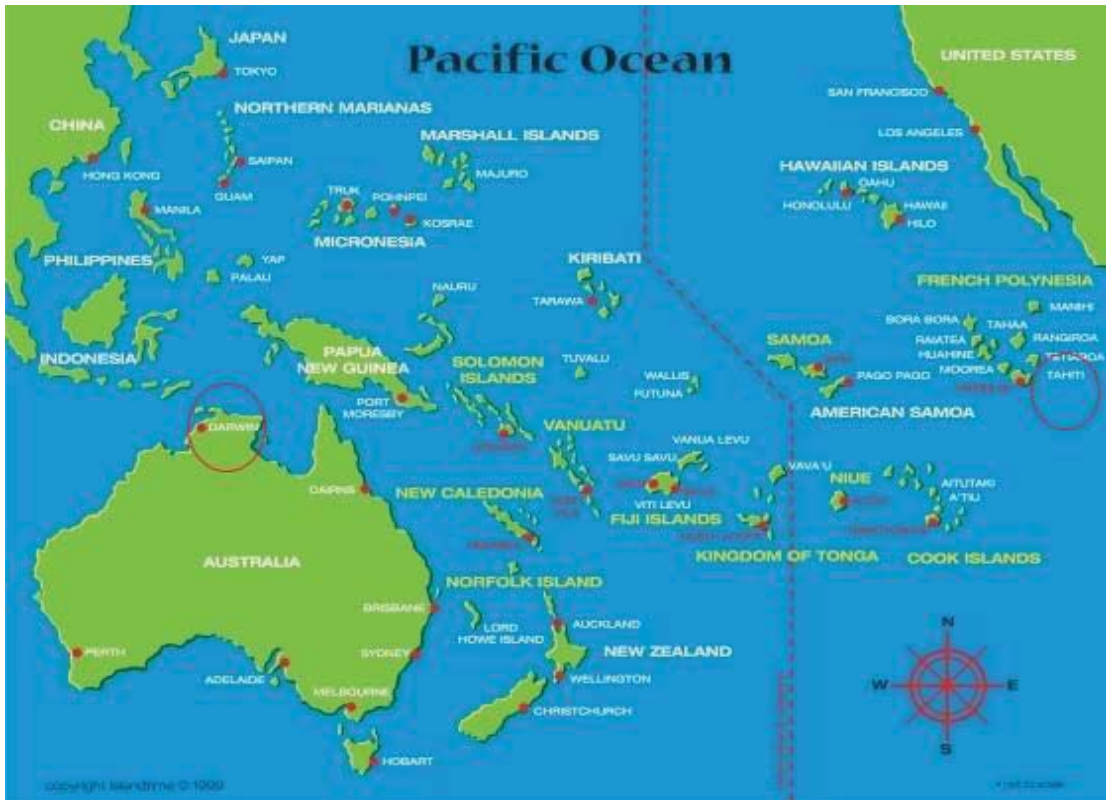 Pacific Ocean
JAPAN
TOKYO
UNITED STATES
SAN FRANCISCO
LOS ANGELES
CHINA
HONG KONG
NORTHERN MARIANAS
SAIPAN
GUAM
MANILA
PHILIPPINES
MARSHALL ISLANDS
MAJURO
TRUK
POHNPEI
KOSRAE
MICRONESIA
HAWAIIAN ISLANDS
OAHU
HONOLULU
HAWAII
HILO
YAP
PALAU
KIRIBATI
TARAWA
NAURU
FRENCH POLYNESIA
MANIHI
BORA BORA
TAHAA
RAIATEA
RANGIROA
HUAHINE
TETIAROA
MOOREA
TAHITI
INDONESIA
PAPUA
NEW GUINEA
PORT
MORESBY
SOLOMON
ISLANDS
TUVALU
WALLIS
FUTUNA
SAMOA
PAGO PAGO
AMERICAN SAMOA
DARWIN
VANUATU
VANUA LEVU
SAVU SAVU
VITI LEVU
FIJI ISLANDS
VAVA'U
NIUE
AITUTAKI
A'TIU
CAIRNS
NEW CALEDONIA
KINGDOM OF TONGA
COOK ISLANDS
AUSTRALIA
NORFOLK ISLAND
BRISBANE
LORD
HOWE ISLAND
AUCKLAND
NEW ZEALAND
PERTH
SYDNEY
ADELAIDE
WELLINGTON
MELBOURNE
CHRISTCHURCH
HOBART
N
W
E
S
copyright Islandtime © 1999